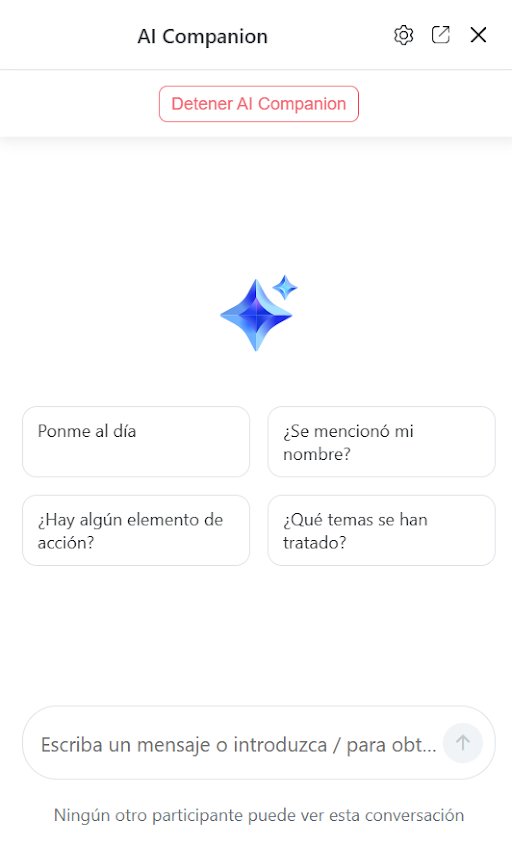 AI Companion
Detener AI Companion
Ponme al día
¿Se mencionó mi
nombre?
¿Hay algún elemento de
acción?
¿Qué temas se han
tratado?
Escriba un mensaje o introduzca / para obt...
Ningún otro participante puede ver esta conversación